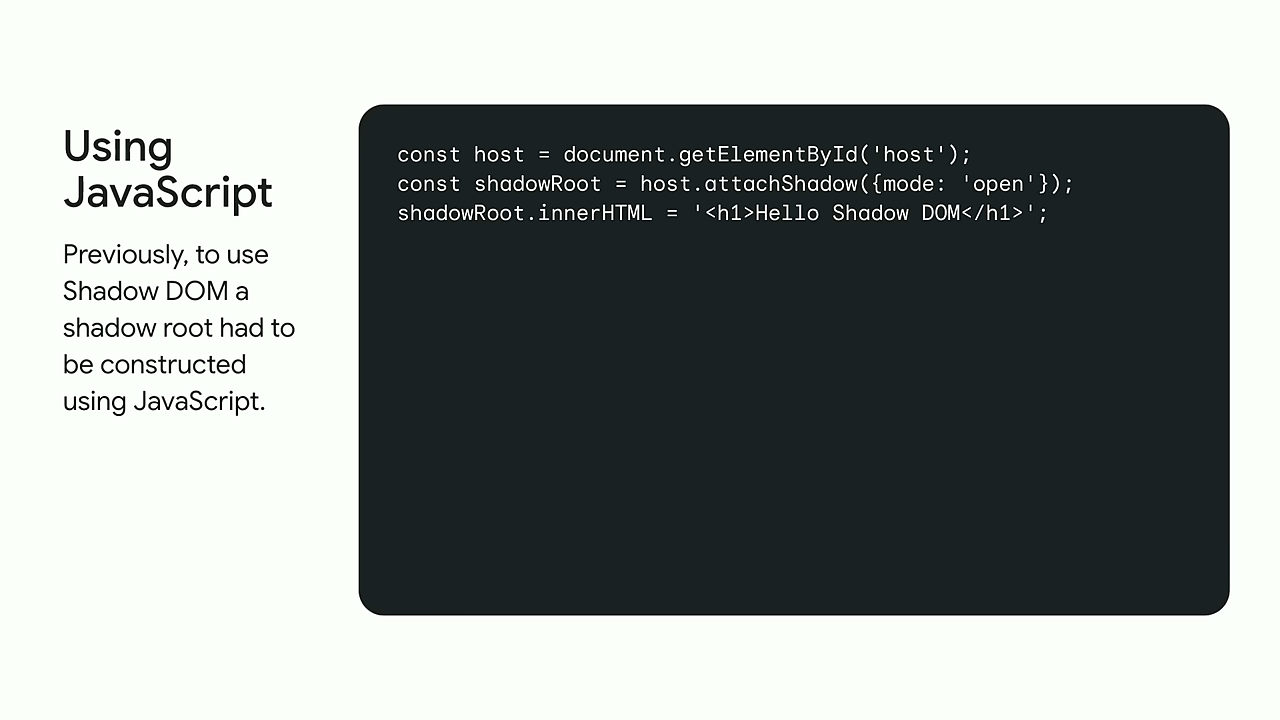 Using
JavaScript
Previously, to use
Shadow DOM a
shadow root had to
be constructed
using JavaScript.
const host = document.getElementById('host');
const shadowRoot = host.attachShadow({mode: 'open'});
shadowRoot.innerHTML = '<h1>Hello Shadow DOM</h1>';